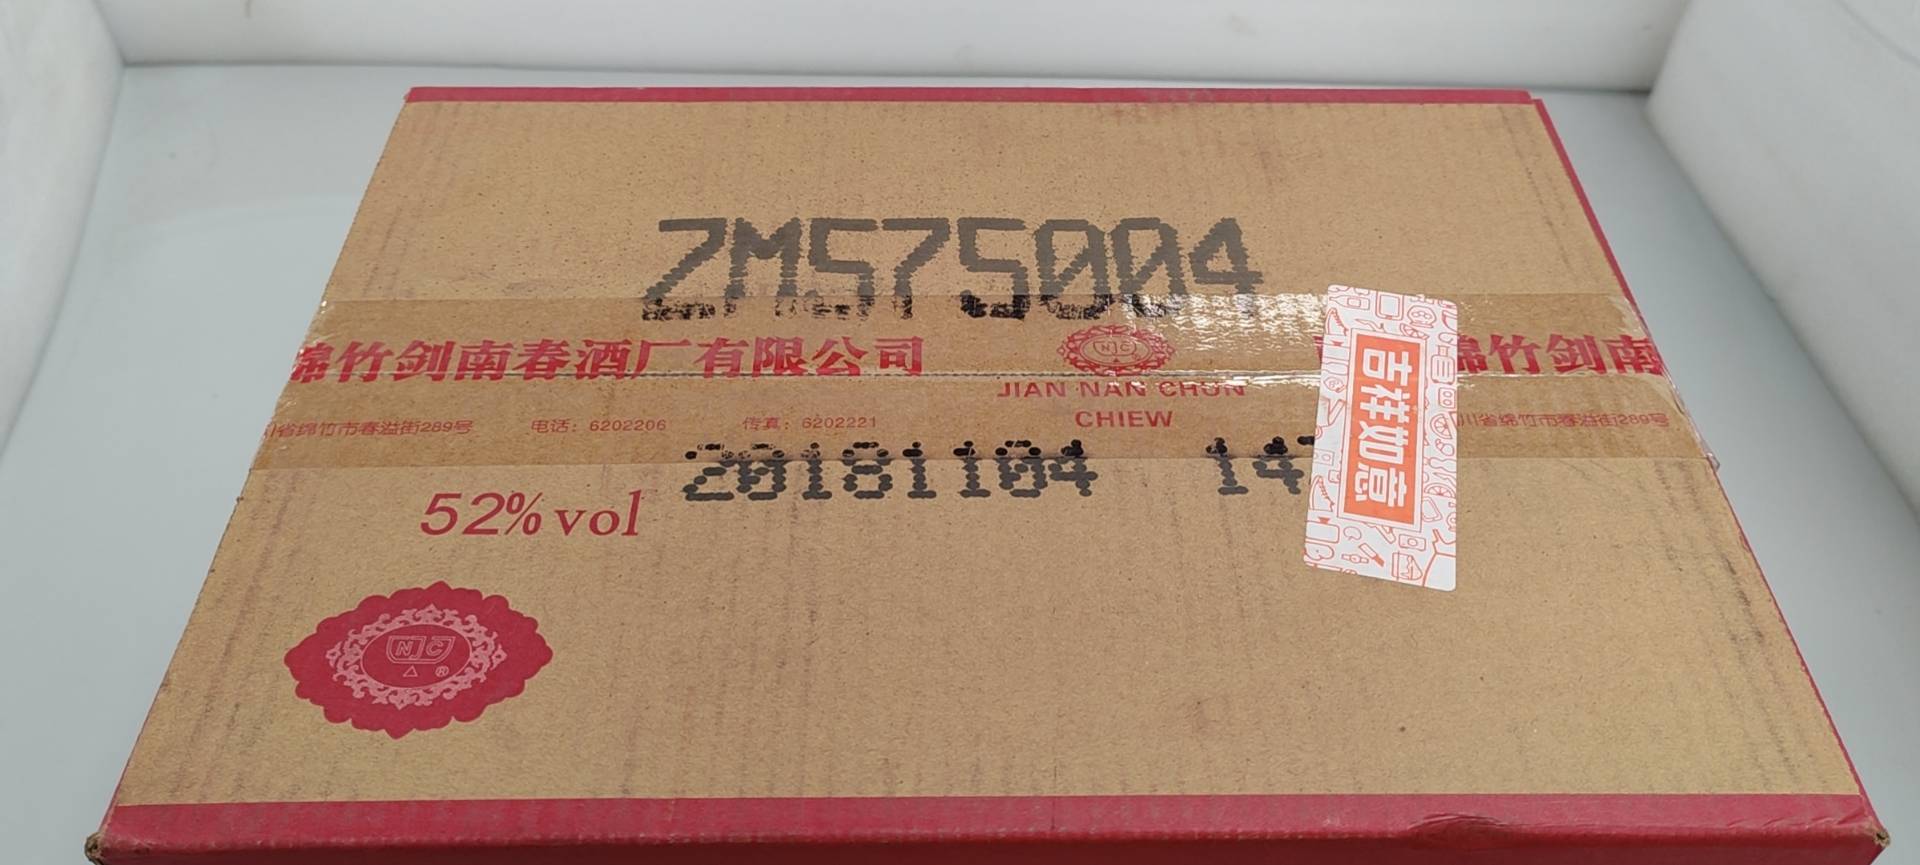 ZM575004
绵竹剑南春酒厂有限公司
NJC
绵竹剑南
JIAN NAN CHUN
CHIEW
川省绵竹市春溢街289号 电话：6202206 传真：6202221
川省绵竹市春溢街289号
20181104 14
吉祥如意
52%vol
NJC
®